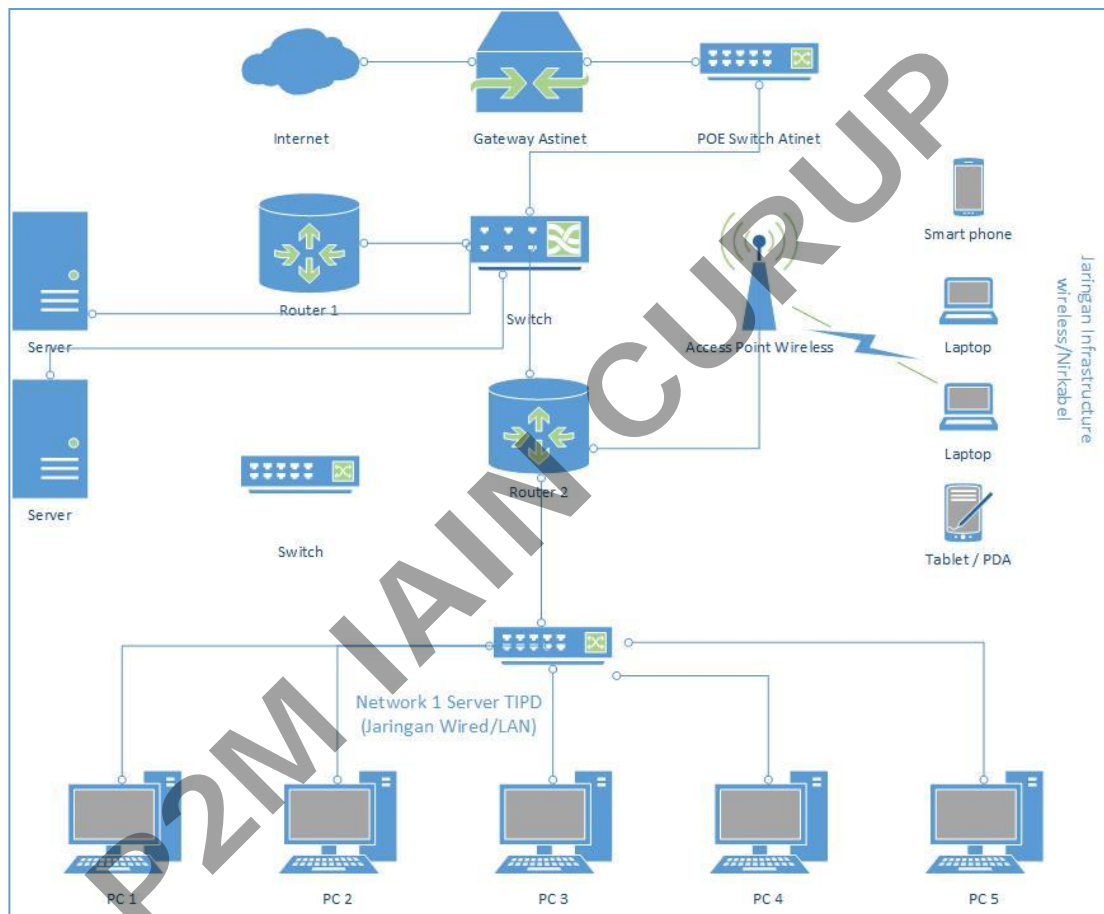 Internet
Gateway Astinet
POE Switch Atinet
Smart phone
Router 1
Switch
Server
Access Point Wireless
Laptop
Jaringan Infrastructure
wireless/Nirkabel
Laptop
Router 2
Server
Switch
Tablet / PDA
Network 1 Server TIPD
(Jaringan Wired/LAN)
PC 1
PC 2
PC 3
PC 4
PC 5
P2M IAIN CURUP